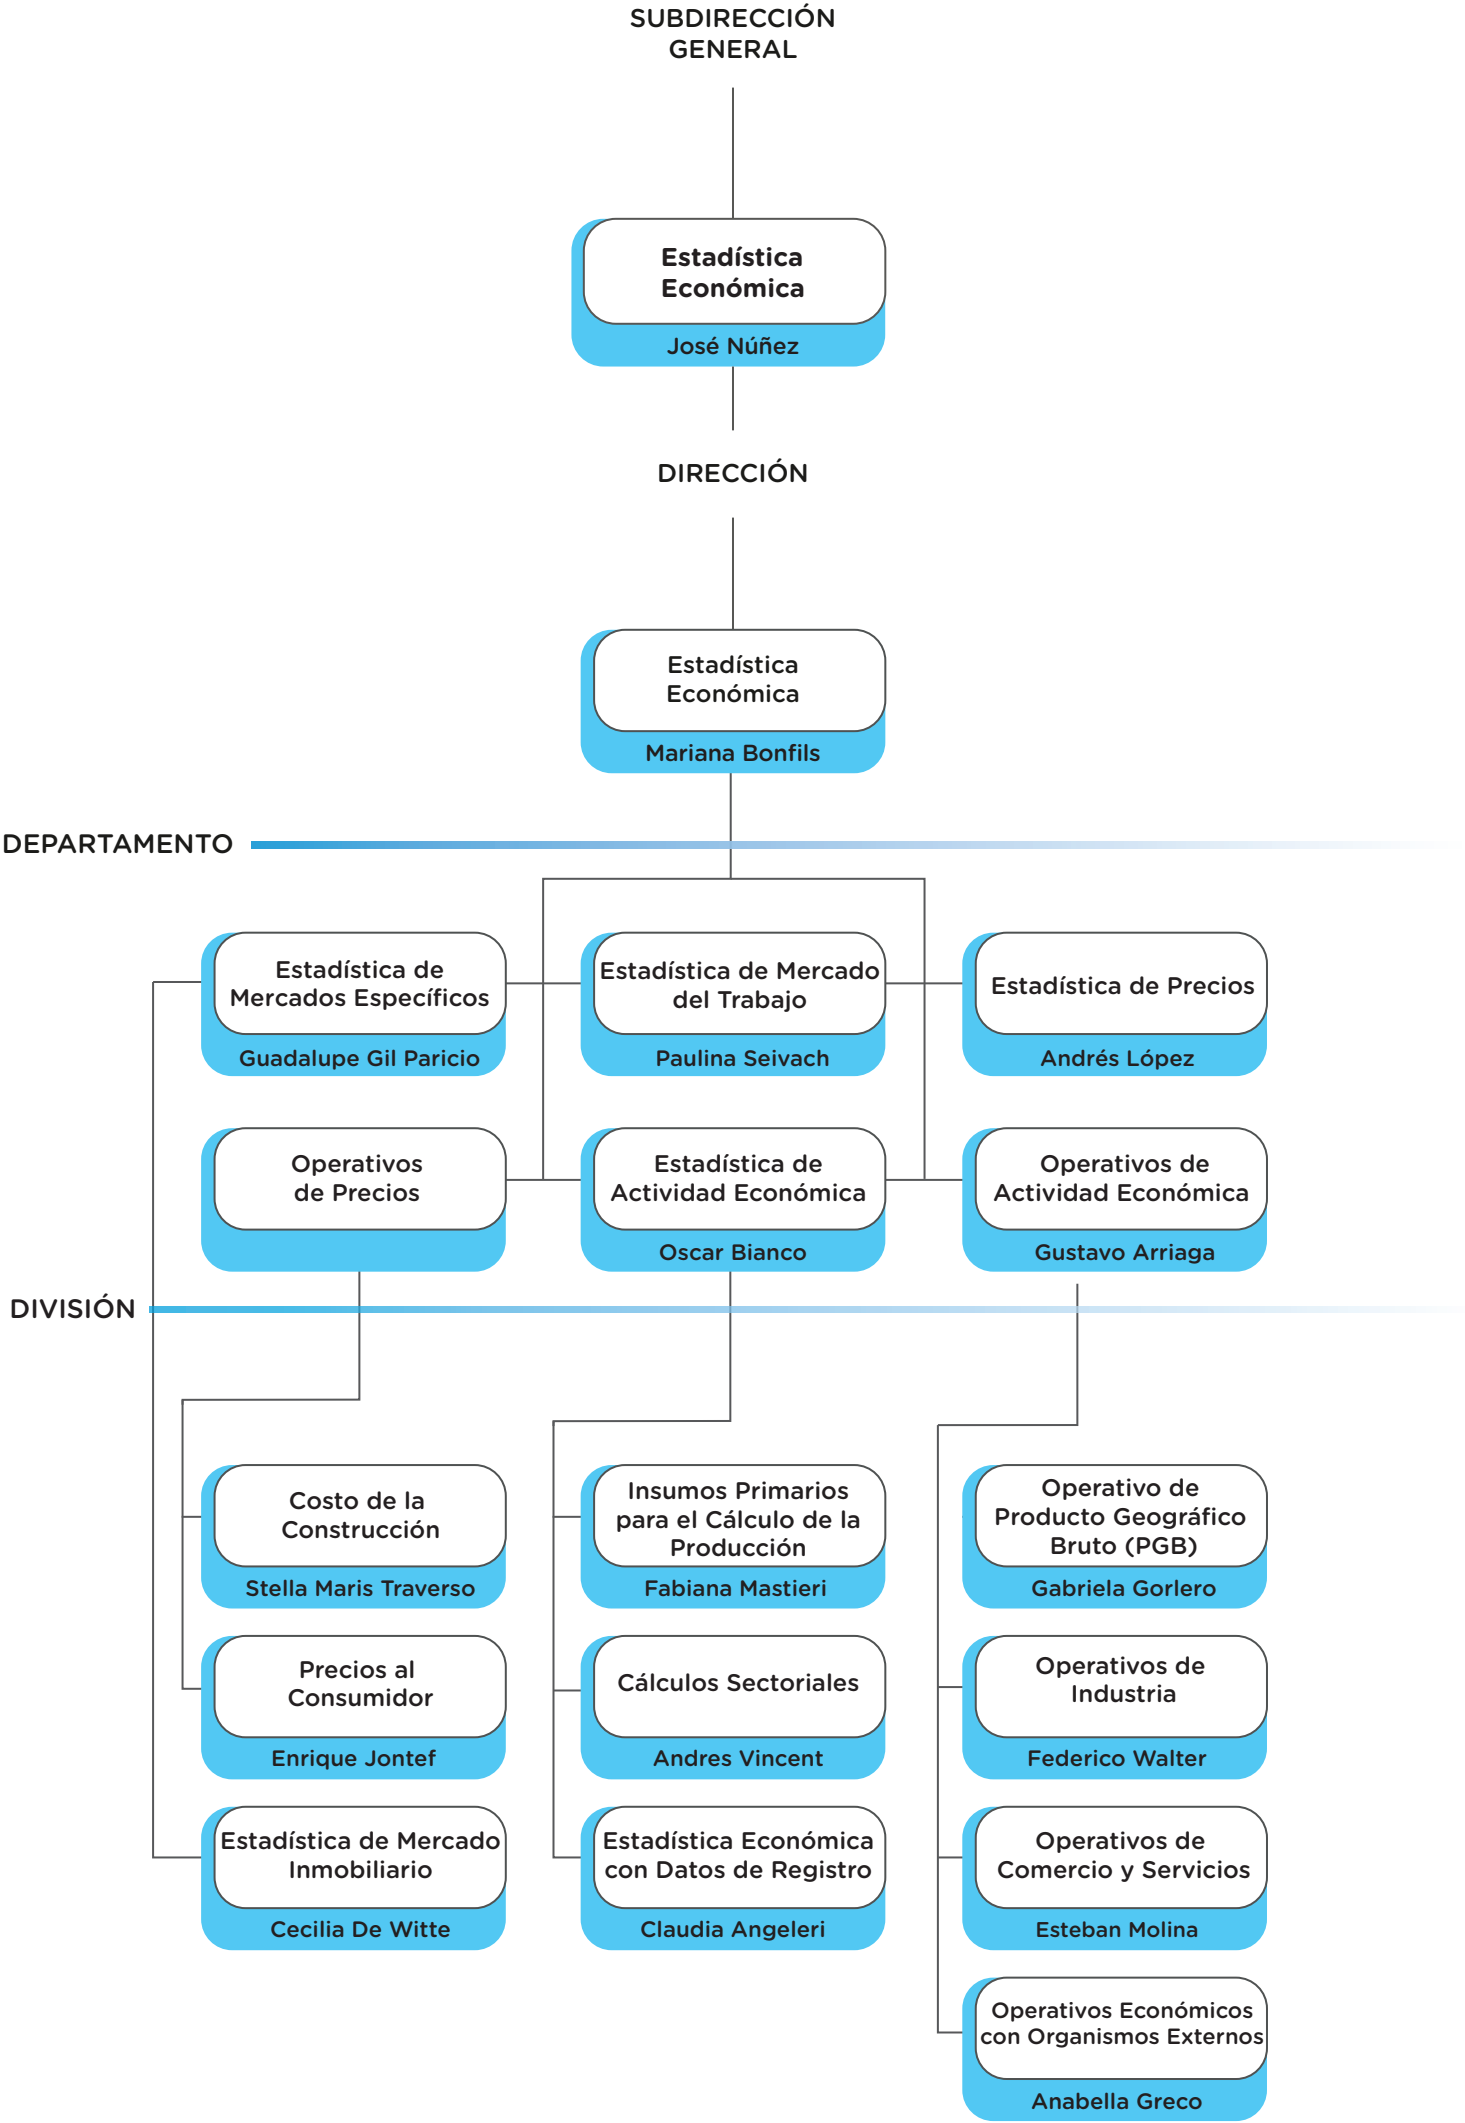 SUBDIRECCIÓN
GENERAL
Estadística
Económica
José Núñez
DIRECCIÓN
Estadística
Económica
Mariana Bonfils
DEPARTAMENTO
Estadística de
Mercados Específicos
Guadalupe Gil Paricio
Estadística de Mercado
del Trabajo
Paulina Seivach
Estadística de Precios
Andrés López
Operativos
de Precios
Estadística de
Actividad Económica
Oscar Bianco
Operativos de
Actividad Económica
Gustavo Arriaga
DIVISIÓN
Costo de la
Construcción
Stella Maris Traverso
Insumos Primarios
para el Cálculo de la
Producción
Fabiana Mastieri
Operativo de
Producto Geográfico
Bruto (PGB)
Gabriela Gorlero
Precios al
Consumidor
Enrique Jontef
Cálculos Sectoriales
Andres Vincent
Operativos de
Industria
Federico Walter
Estadística de Mercado
Inmobiliario
Cecilia De Witte
Estadística Económica
con Datos de Registro
Claudia Angeleri
Operativos de
Comercio y Servicios
Esteban Molina
Operativos Económicos
con Organismos Externos
Anabella Greco